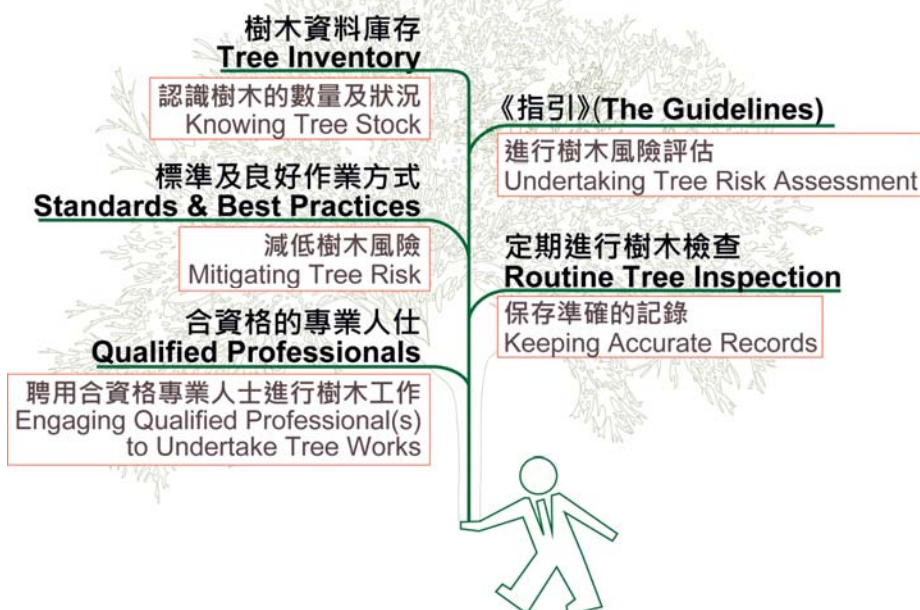 樹木資料庫存
Tree Inventory
認識樹木的數量及狀況
Knowing Tree Stock
《指引》(The Guidelines)
進行樹木風險評估
Undertaking Tree Risk Assessment
標準及良好作業方式
Standards & Best Practices
減低樹木風險
Mitigating Tree Risk
定期進行樹木檢查
Routine Tree Inspection
保存準確的記錄
Keeping Accurate Records
合資格的專業人仕
Qualified Professionals
聘用合資格專業人士進行樹木工作
Engaging Qualified Professional(s)
to Undertake Tree Works